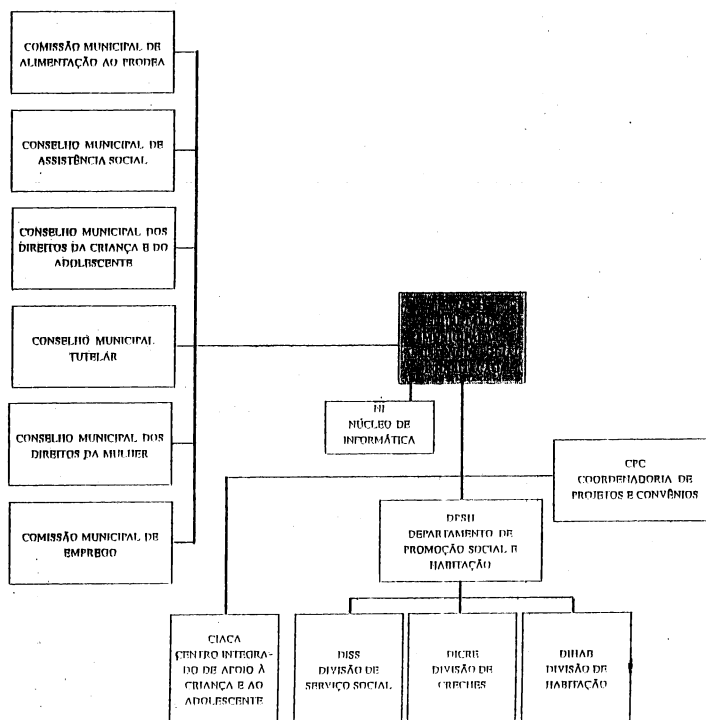 COMISSÃO MUNICIPAL DE
ALIMENTAÇÃO AO PRODEA
CONSELHO MUNICIPAL DE
ASSISTÊNCIA SOCIAL
CONSELHO MUNICIPAL DOS
DIREITOS DA CRIANÇA E DO
ADOLESCENTE
CONSELHO MUNICIPAL
TUTELAR
CONSELHO MUNICIPAL DOS
DIREITOS DA MULHER
COMISSÃO MUNICIPAL DE
EMPREGO
NI
NÚCLEO DE
INFORMÁTICA
CPC
COORDENADORIA DE
PROJETOS E CONVÊNIOS
DPSH
DEPARTAMENTO DE
PROMOÇÃO SOCIAL E
HABITAÇÃO
CIACA
CENTRO INTEGRA-
DO DE APOIO À
CRIANÇA E AO
ADOLESCENTE
DISS
DIVISÃO DE
SERVIÇO SOCIAL
DICRE
DIVISÃO DE
CRECHES
DIHAB
DIVISÃO DE
HABITAÇÃO